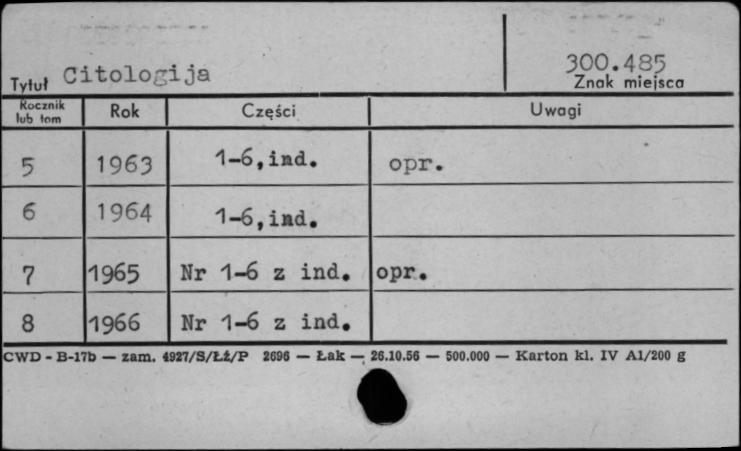 Tytuł Citologija
300.485
Znak miejsca
Rocznik lub tom Rok Części Uwagi
5 1963 1-6,ind. opr.
6 1964 1-6,ind.
7 1965 Nr 1-6 z ind. opr.
8 1966 Nr 1-6 z ind.
CWD - B-17b — zam. 4927/S/ŁŹ/P 2696 — Łak — 26.10.56 — 500.000 — Karton kl. IV A1/200 g